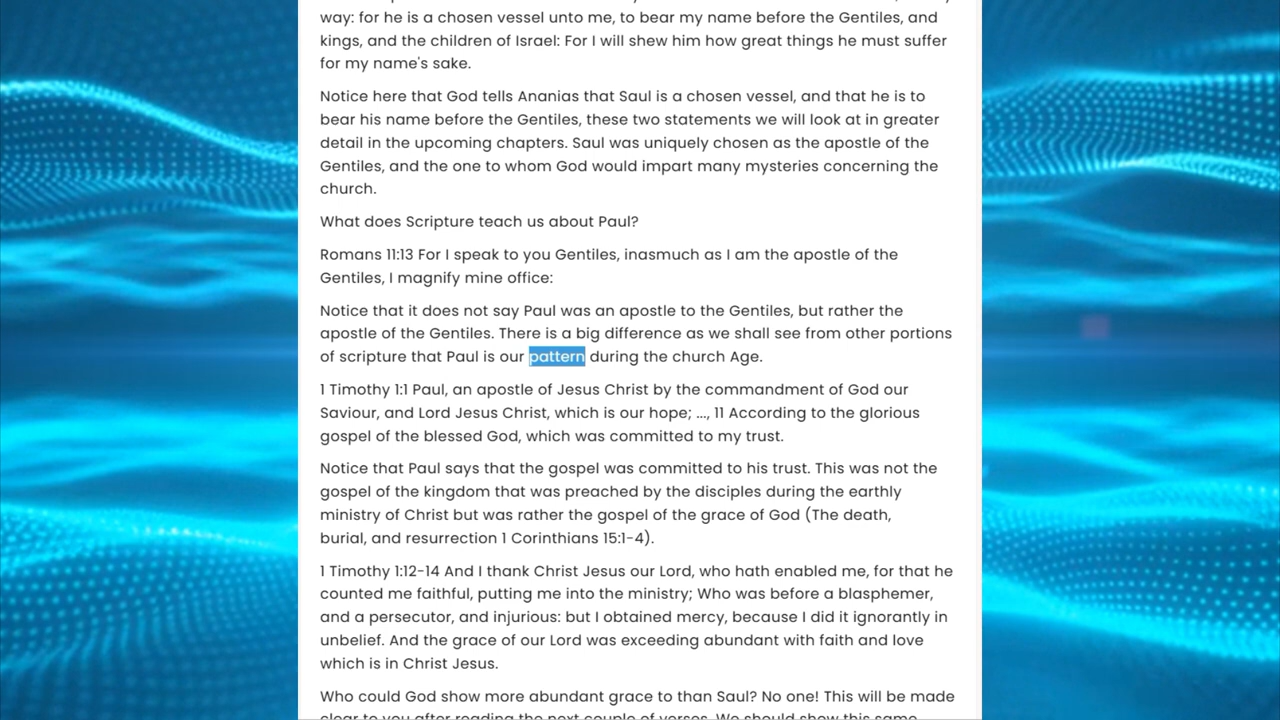 way: for he is a chosen vessel unto me, to bear my name before the Gentiles, and
kings, and the children of Israel: For I will shew him how great things he must suffer
for my name's sake.
Notice here that God tells Ananias that Saul is a chosen vessel, and that he is to
bear his name before the Gentiles, these two statements we will look at in greater
detail in the upcoming chapters. Saul was uniquely chosen as the apostle of the
Gentiles, and the one to whom God would impart many mysteries concerning the
church.
What does Scripture teach us about Paul?
Romans 11:13 For I speak to you Gentiles, inasmuch as I am the apostle of the
Gentiles, I magnify mine office:
Notice that it does not say Paul was an apostle to the Gentiles, but rather the
apostle of the Gentiles. There is a big difference as we shall see from other portions
of scripture that Paul is our pattern during the church Age.
1 Timothy 1:1 Paul, an apostle of Jesus Christ by the commandment of God our
Saviour, and Lord Jesus Christ, which is our hope; …, 11 According to the glorious
gospel of the blessed God, which was committed to my trust.
Notice that Paul says that the gospel was committed to his trust. This was not the
gospel of the kingdom that was preached by the disciples during the earthly
ministry of Christ but was rather the gospel of the grace of God (The death,
burial, and resurrection 1 Corinthians 15:1-4).
1 Timothy 1:12-14 And I thank Christ Jesus our Lord, who hath enabled me, for that he
counted me faithful, putting me into the ministry; Who was before a blasphemer,
and a persecutor, and injurious: but I obtained mercy, because I did it ignorantly in
unbelief. And the grace of our Lord was exceeding abundant with faith and love
which is in Christ Jesus.
Who could God show more abundant grace to than Saul? No one! This will be made
clear to you after reading the next couple of verses. We should show this same